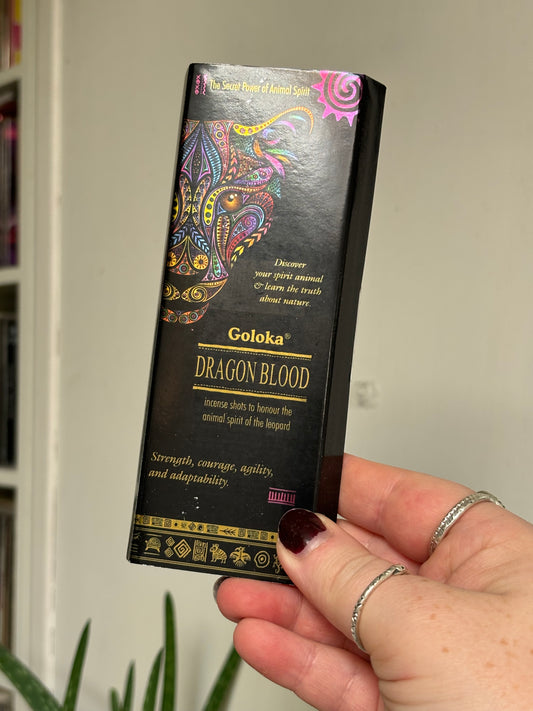 The Secret Power of Animal Spirit
Discover
your spirit animal
& learn the truth
about nature.
Goloka®
DRAGON BLOOD
incense shots to honour the
animal spirit of the leopard
Strength, courage, agility,
and adaptability.